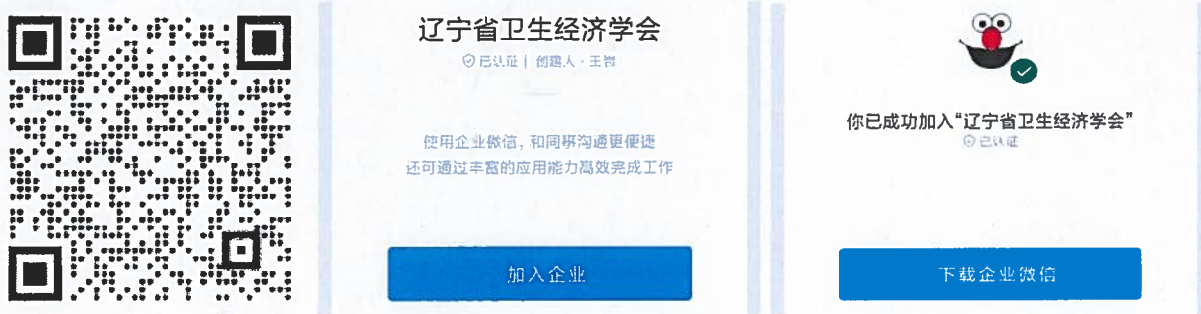 辽宁省卫生经济学会
已认证 | 创建人·王智
使用企业微信，和同事沟通更便捷
还可通过丰富的应用能力高效完成工作
加入企业
你已成功加入“辽宁省卫生经济学会”
已认证
下载企业微信